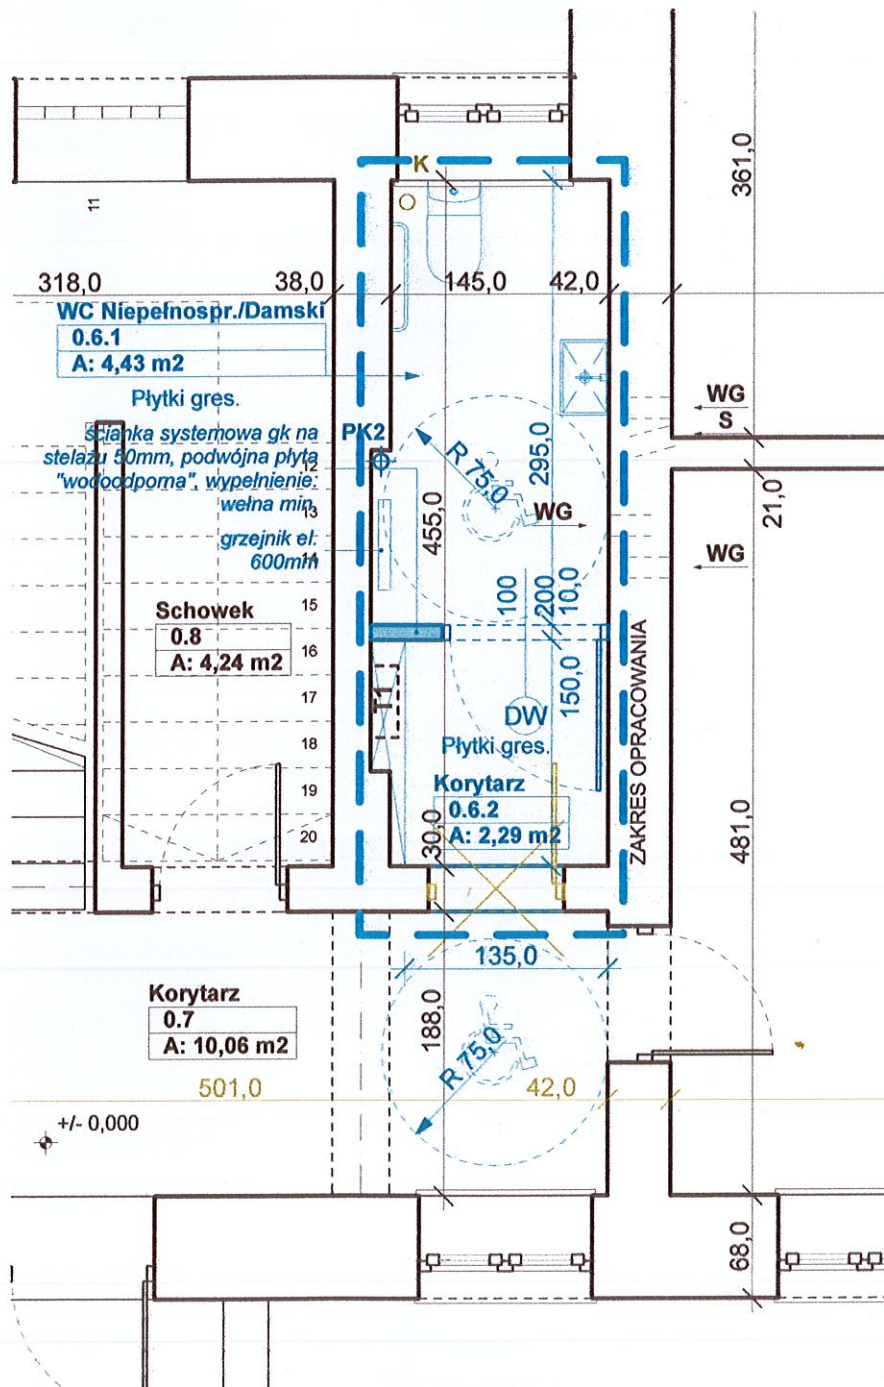 K
361,0
11
318,0
38,0
145,0
42,0
WC Niepełnospr./Damski
0.6.1
A: 4,43 m2
Płytki gres.
ścianka systemowa gk na
stelażu 50mm, podwójna płyta
"wodoodporna", wypełnienie:
wełna min.
grzejnik el.
600mm
PK2
12
13
14
15
16
17
18
19
20
R 75,0
295,0
455,0
WG
WG
S
WG
21,0
100
200
10,0
150,0
Schowek
0.8
A: 4,24 m2
T1
DW
Płytki gres.
Korytarz
0.6.2
A: 2,29 m2
30,0
ZAKRES OPRACOWANIA
481,0
135,0
188,0
R 75,0
Korytarz
0.7
A: 10,06 m2
501,0
42,0
+/- 0,000
68,0